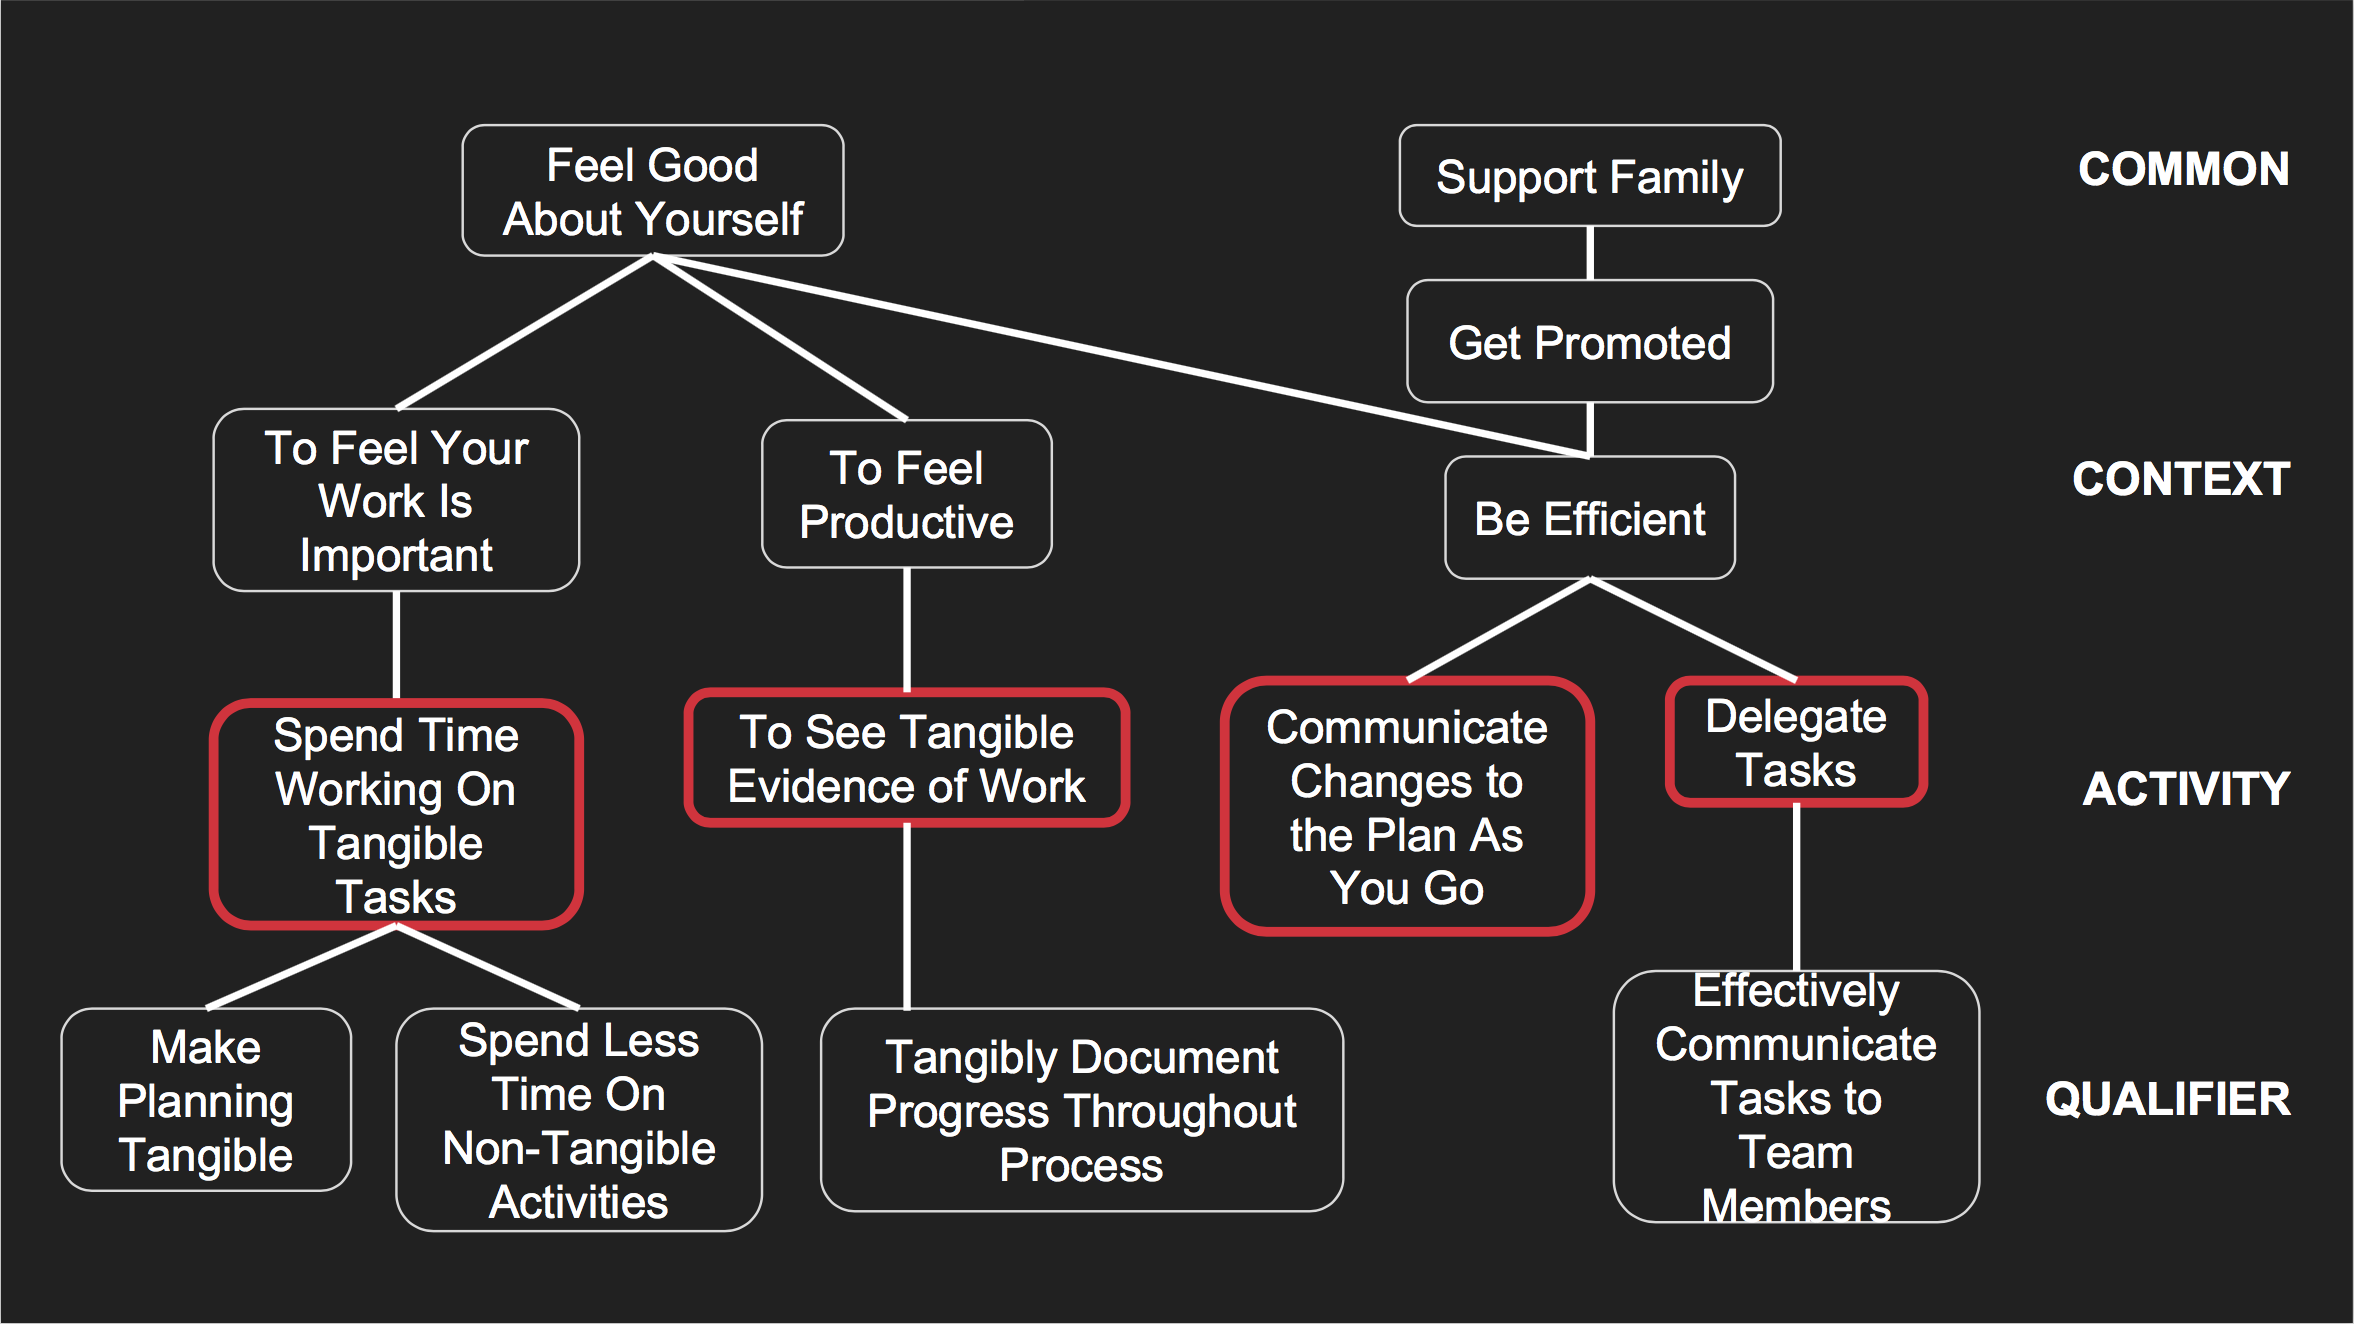 Feel Good
About Yourself
Support Family
COMMON
Get Promoted
To Feel Your
Work Is
Important
To Feel
Productive
Be Efficient
CONTEXT
Spend Time
Working On
Tangible
Tasks
To See Tangible
Evidence of Work
Communicate
Changes to
the Plan As
You Go
Delegate
Tasks
ACTIVITY
Make
Planning
Tangible
Spend Less
Time On
Non-Tangible
Activities
Tangibly Document
Progress Throughout
Process
Effectively
Communicate
Tasks to
Team
Members
QUALIFIER